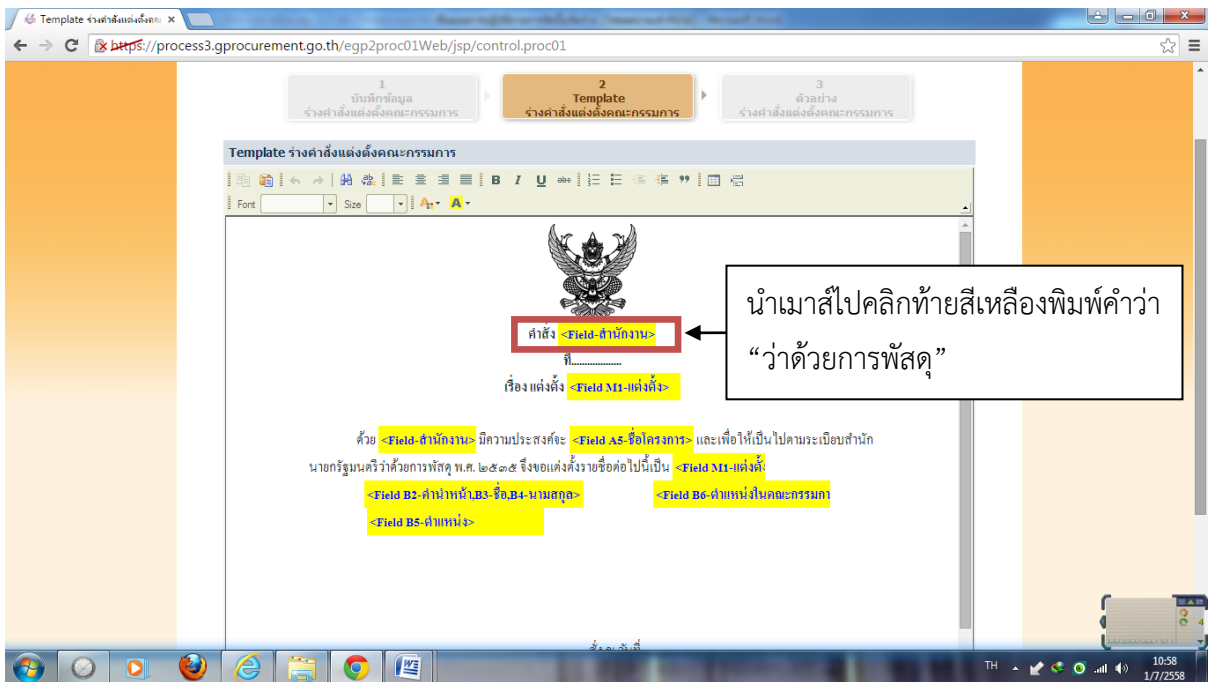 Template ร่างคำสั่งแต่งตั้งคณะ
https://process3.gprocurement.go.th/egp2proc01Web/jsp/control.proc01
1
บันทึกข้อมูล
ร่างคำสั่งแต่งตั้งคณะกรรมการ
2
Template
ร่างคำสั่งแต่งตั้งคณะกรรมการ
3
ตัวอย่าง
ร่างคำสั่งแต่งตั้งคณะกรรมการ
Template ร่างคำสั่งแต่งตั้งคณะกรรมการ
B I U abc
Font Size A A
คำสั่ง <Field-สำนักงาน>
ที่..................
เรื่อง แต่งตั้ง <Field M1-แต่งตั้ง>
นำเมาส์ไปคลิกท้ายสีเหลืองพิมพ์คำว่า
“ว่าด้วยการพัสดุ”
ด้วย <Field-สำนักงาน> มีความประสงค์จะ <Field A5-ชื่อโครงการ> และเพื่อให้เป็นไปตามระเบียบสำนัก
นายกรัฐมนตรีว่าด้วยการพัสดุ พ.ศ. ๒๕๓๕ จึงขอแต่งตั้งรายชื่อต่อไปนี้เป็น <Field M1-แต่งตั้ง
<Field B2-คำนำหน้า,B3-ชื่อ,B4-นามสกุล> <Field B6-ตำแหน่งในคณะกรรมกา
<Field B5-ตำแหน่ง>
สั่ง ณ วันที่
TH
10:58
1/7/2558